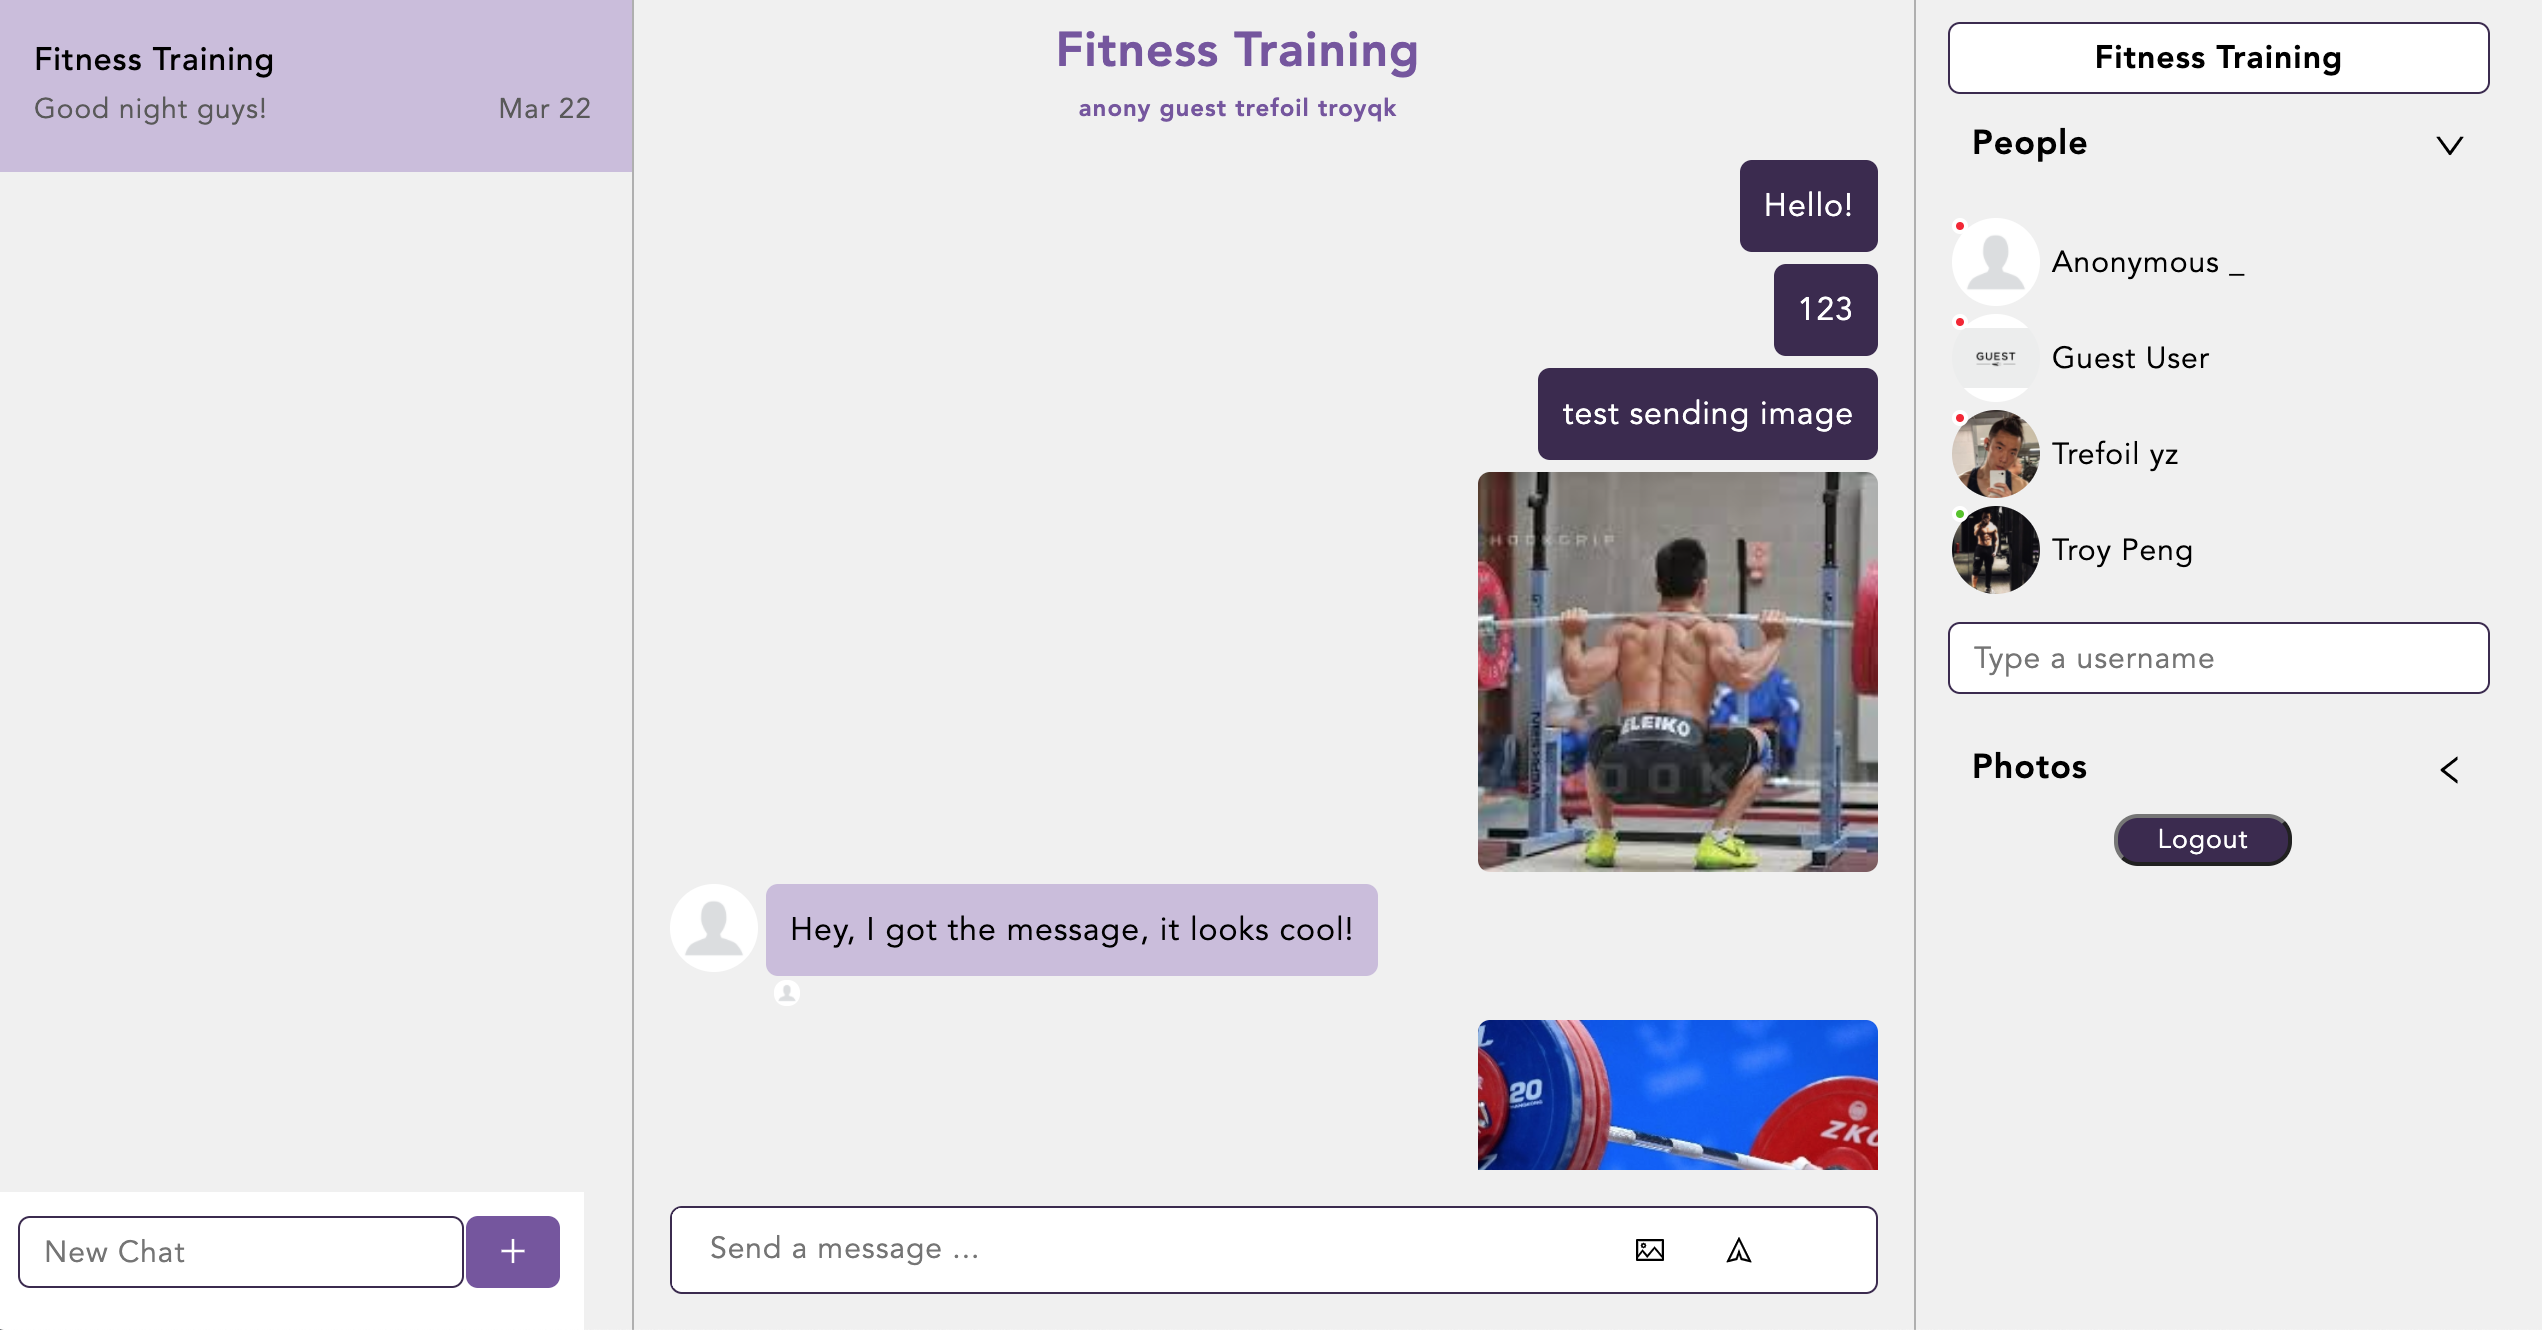 Fitness Training
Good night guys!
Mar 22
New Chat
+
Fitness Training
anony guest trefoil troyqk
Hello!
123
test sending image
HOOKGRIP
ELEIKO
Hey, I got the message, it looks cool!
20
ZKC
Send a message ...
Fitness Training
People
Anonymous _
GUEST
Guest User
Trefoil yz
Troy Peng
Type a username
Photos
Logout